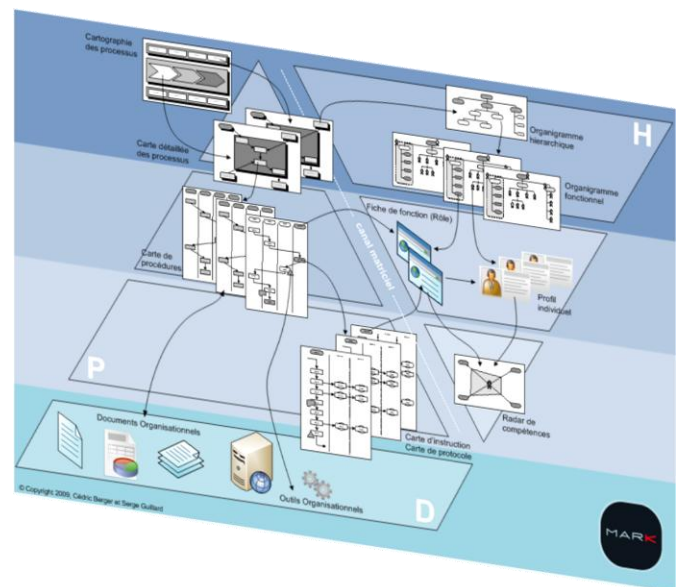 Cartographie
des processus
H
Organigramme
hierarchique
Carte détaillée
des processus
Organigramme
fonctionnel
Fiche de fonction (Rôle)
canal matriciel
Carte de
procédures
Profil
individuel
P
Radar de
compétences
Documents Organisationnels
Carte d'instruction
Carte de protocole
Outils Organisationnels
D
© Copyright 2009, Cédric Berger et Serge Guillard
MARK